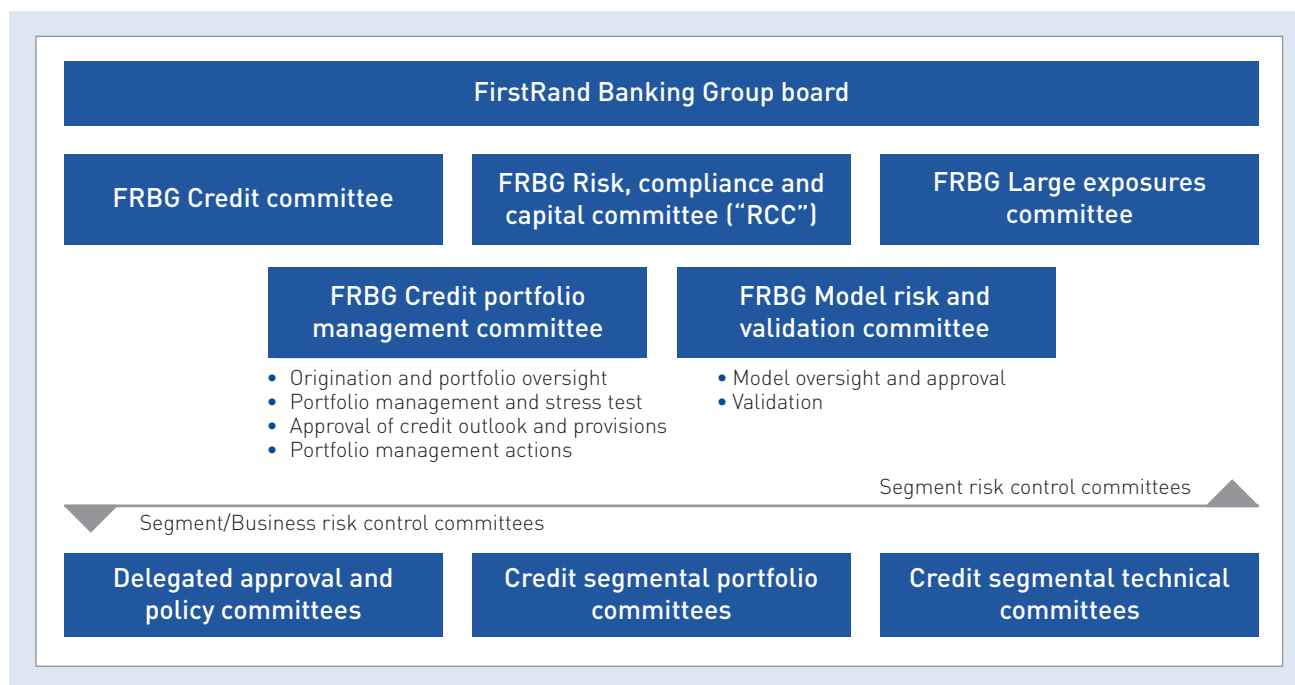 FirstRand Banking Group board
FRBG Credit committee
FRBG Risk, compliance and
capital committee (“RCC”)
FRBG Large exposures
committee
FRBG Credit portfolio
management committee
FRBG Model risk and
validation committee
• Origination and portfolio oversight
• Portfolio management and stress test
• Approval of credit outlook and provisions
• Portfolio management actions
• Model oversight and approval
• Validation
Segment risk control committees
Segment/Business risk control committees
Delegated approval and
policy committees
Credit segmental portfolio
committees
Credit segmental technical
committees